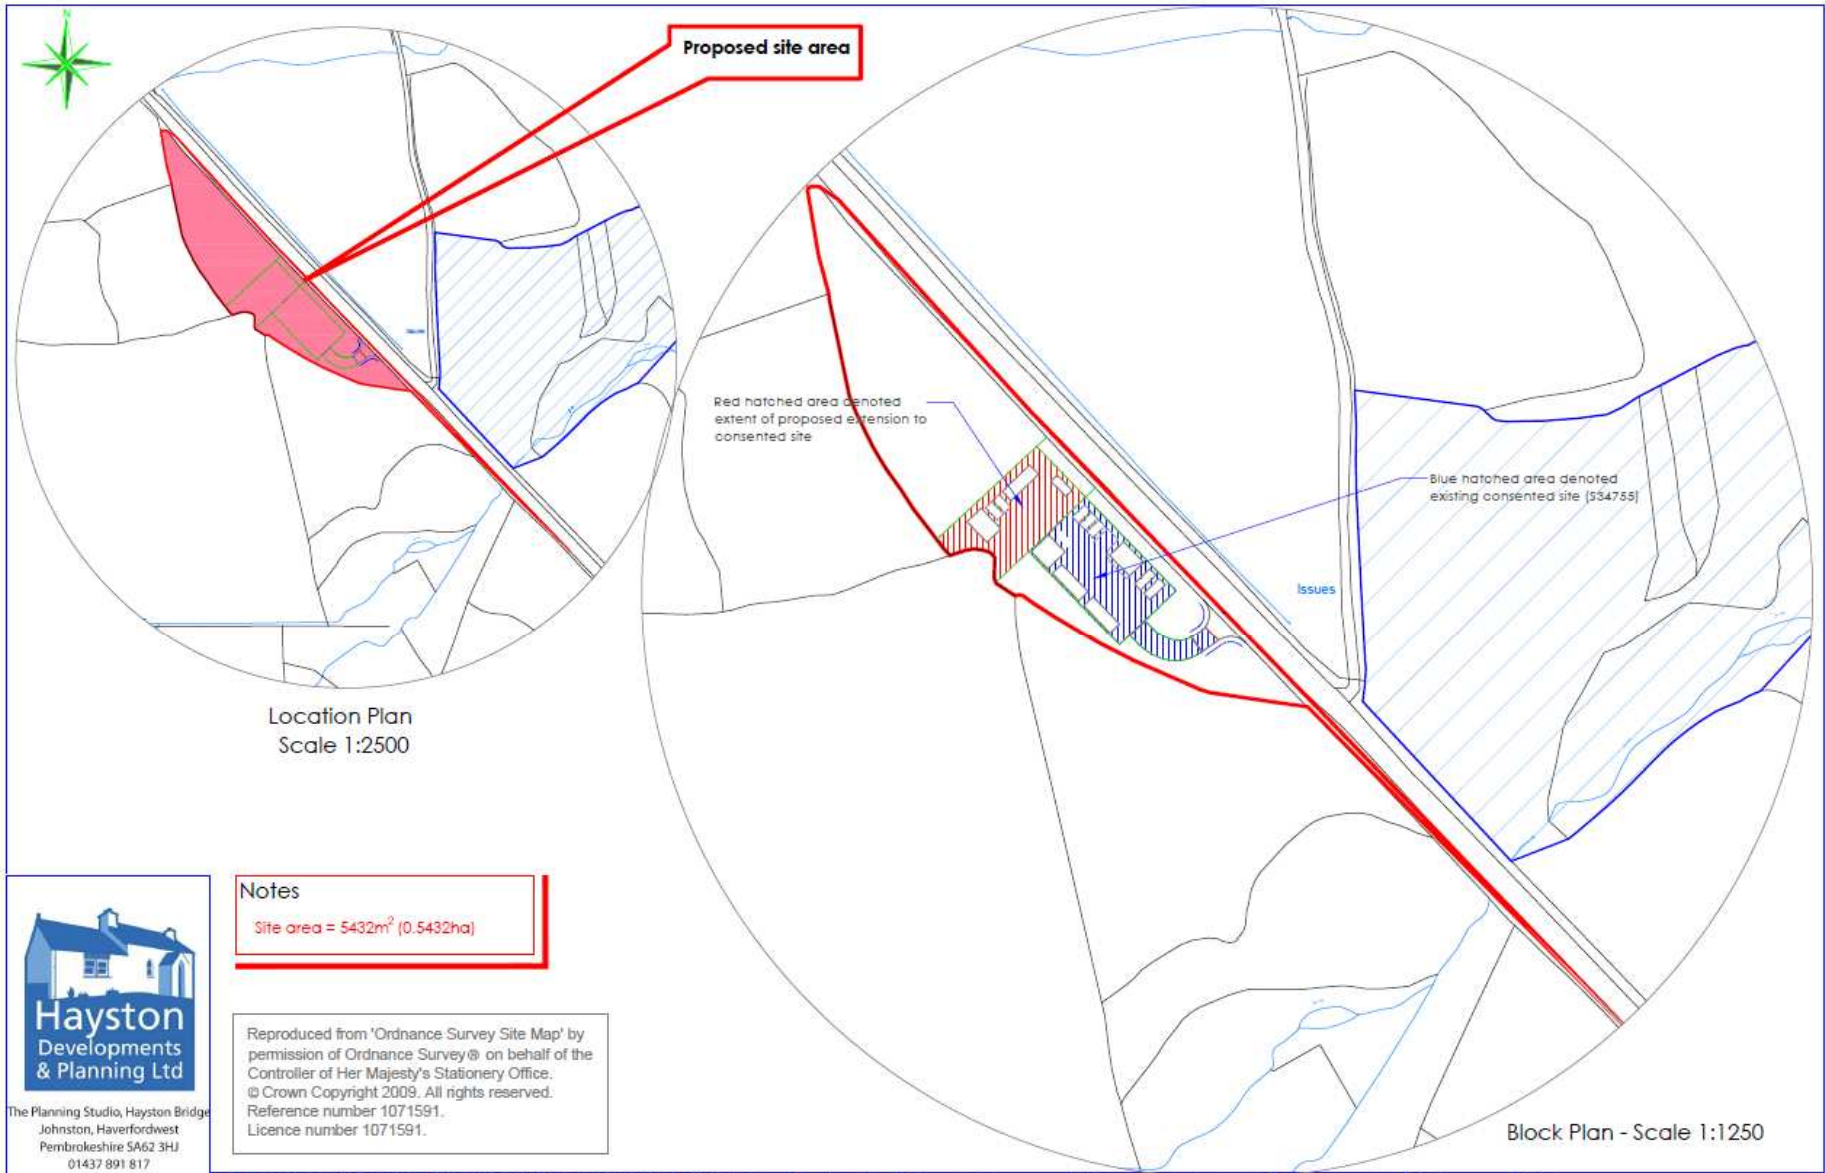 N
Proposed site area
Red hatched area denoted
extent of proposed extension to
consented site
Blue hatched area denoted
existing consented site (S34755)
Issues
Location Plan
Scale 1:2500
Notes
Site area = 5432m² (0.5432ha)
Hayston
Developments
& Planning Ltd
The Planning Studio, Hayston Bridge
Johnston, Haverfordwest
Pembrokeshire SA62 3HJ
01437 891 817
Reproduced from 'Ordnance Survey Site Map' by
permission of Ordnance Survey® on behalf of the
Controller of Her Majesty's Stationery Office.
© Crown Copyright 2009. All rights reserved.
Reference number 1071591.
Licence number 1071591.
Block Plan - Scale 1:1250